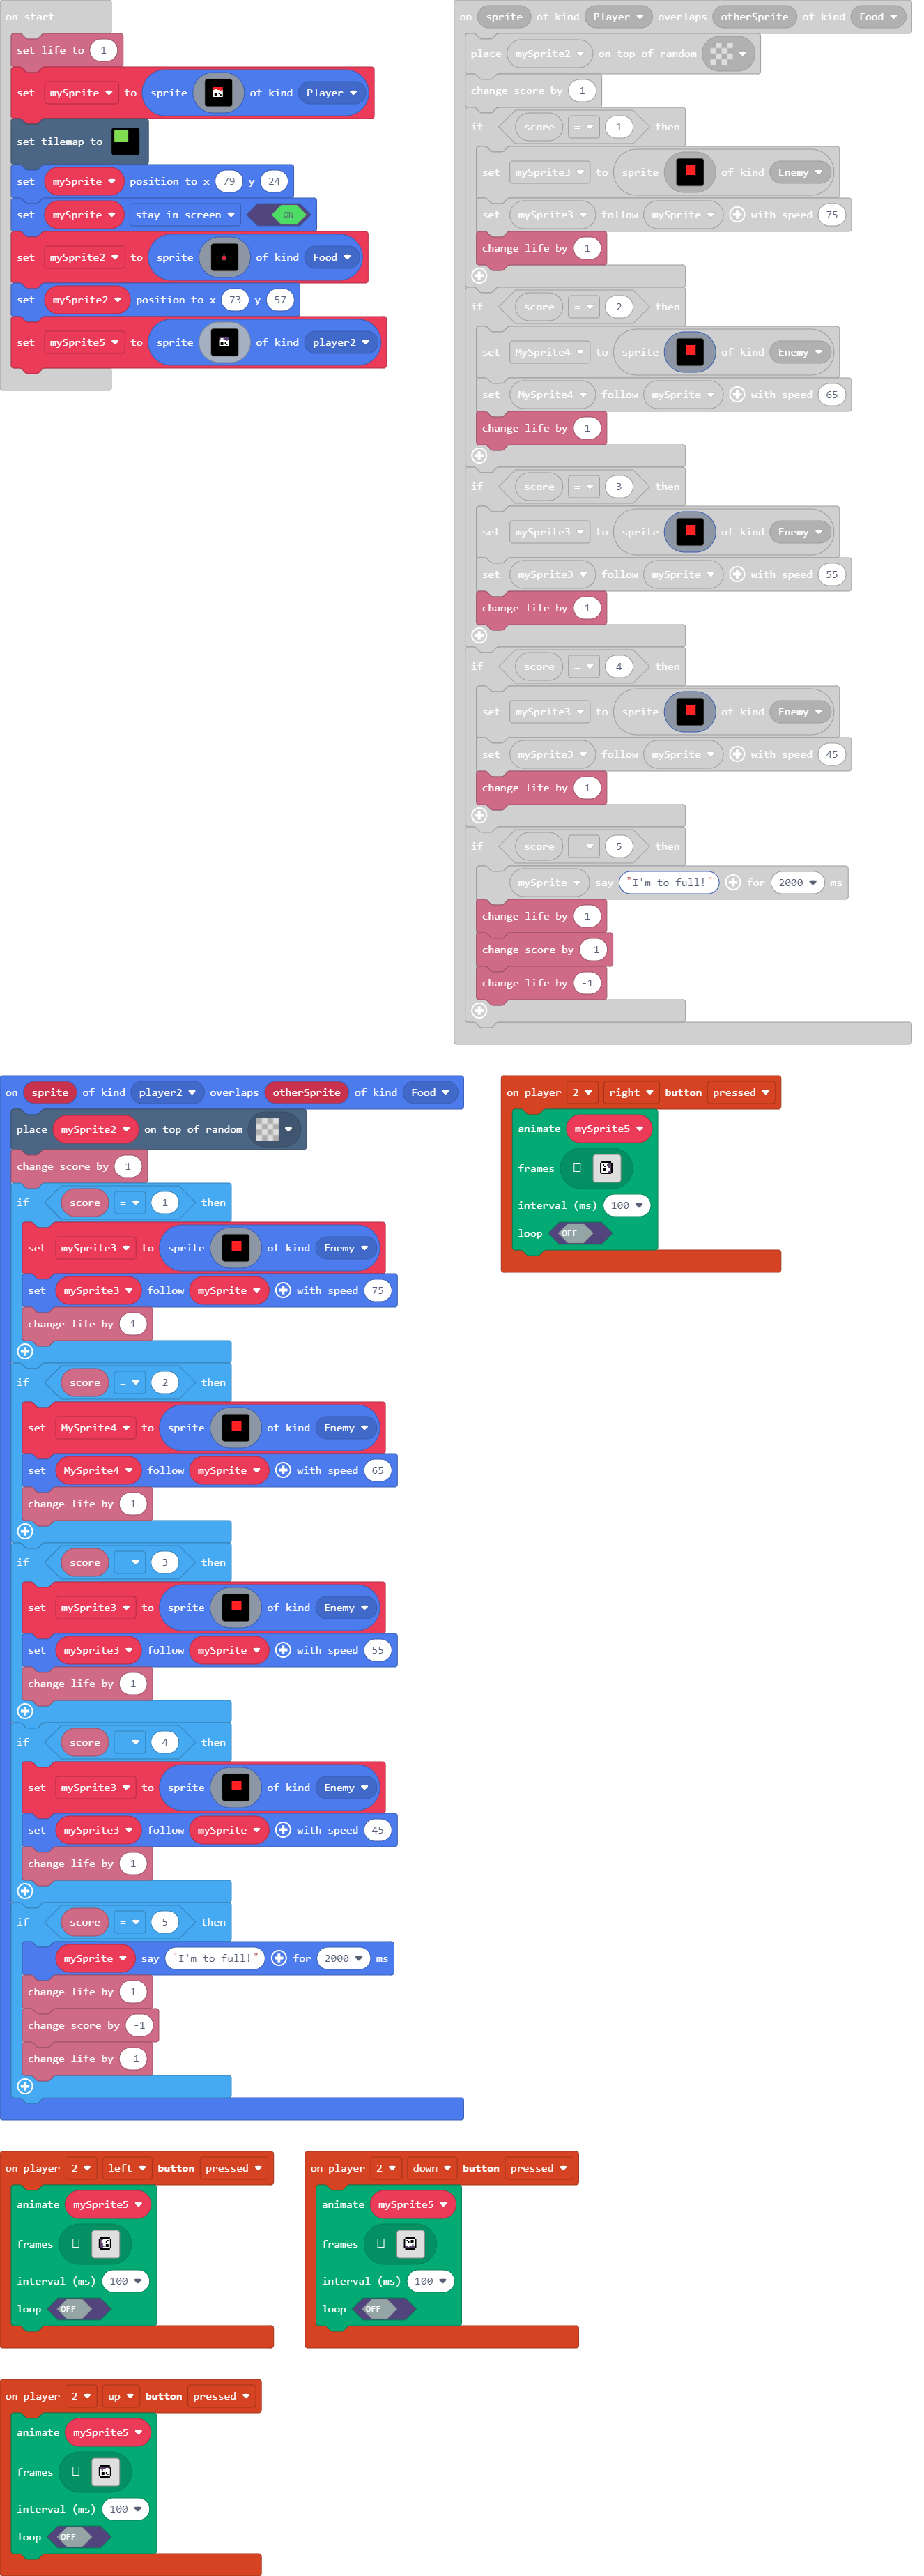 on start
set life to 1
set mySprite to sprite of kind Player
set tilemap to
set mySprite position to x 79 y 24
set mySprite stay in screen ON
set mySprite2 to sprite of kind Food
set mySprite2 position to x 73 y 57
set mySprite5 to sprite of kind player2
on sprite of kind Player overlaps otherSprite of kind Food
place mySprite2 on top of random
change score by 1
if score = 1 then
set mySprite3 to sprite of kind Enemy
set mySprite3 follow mySprite with speed 75
change life by 1
if score = 2 then
set MySprite4 to sprite of kind Enemy
set MySprite4 follow mySprite with speed 65
change life by 1
if score = 3 then
set mySprite3 to sprite of kind Enemy
set mySprite3 follow mySprite with speed 55
change life by 1
if score = 4 then
set mySprite3 to sprite of kind Enemy
set mySprite3 follow mySprite with speed 45
change life by 1
if score = 5 then
mySprite say "I'm to full!" for 2000 ms
change life by 1
change score by -1
change life by -1
on sprite of kind player2 overlaps otherSprite of kind Food
place mySprite2 on top of random
change score by 1
if score = 1 then
set mySprite3 to sprite of kind Enemy
set mySprite3 follow mySprite with speed 75
change life by 1
if score = 2 then
set MySprite4 to sprite of kind Enemy
set MySprite4 follow mySprite with speed 65
change life by 1
if score = 3 then
set mySprite3 to sprite of kind Enemy
set mySprite3 follow mySprite with speed 55
change life by 1
if score = 4 then
set mySprite3 to sprite of kind Enemy
set mySprite3 follow mySprite with speed 45
change life by 1
if score = 5 then
mySprite say "I'm to full!" for 2000 ms
change life by 1
change score by -1
change life by -1
on player 2 right button pressed
animate mySprite5
frames
interval (ms) 100
loop OFF
on player 2 left button pressed
animate mySprite5
frames
interval (ms) 100
loop OFF
on player 2 down button pressed
animate mySprite5
frames
interval (ms) 100
loop OFF
on player 2 up button pressed
animate mySprite5
frames
interval (ms) 100
loop OFF